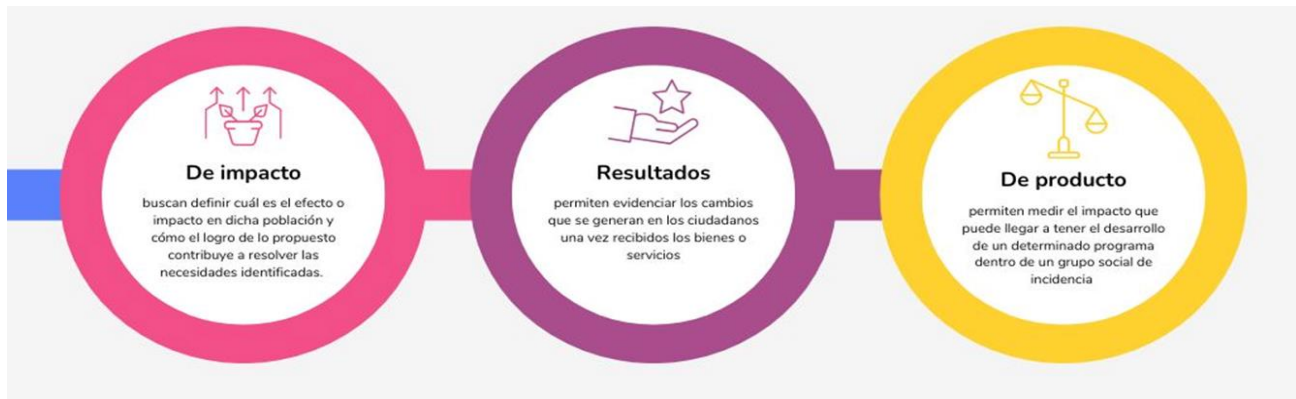 De impacto
buscan definir cuál es el efecto o
impacto en dicha población y
cómo el logro de lo propuesto
contribuye a resolver las
necesidades identificadas.
Resultados
permiten evidenciar los cambios
que se generan en los ciudadanos
una vez recibidos los bienes o
servicios
De producto
permiten medir el impacto que
puede llegar a tener el desarrollo
de un determinado programa
dentro de un grupo social de
incidencia